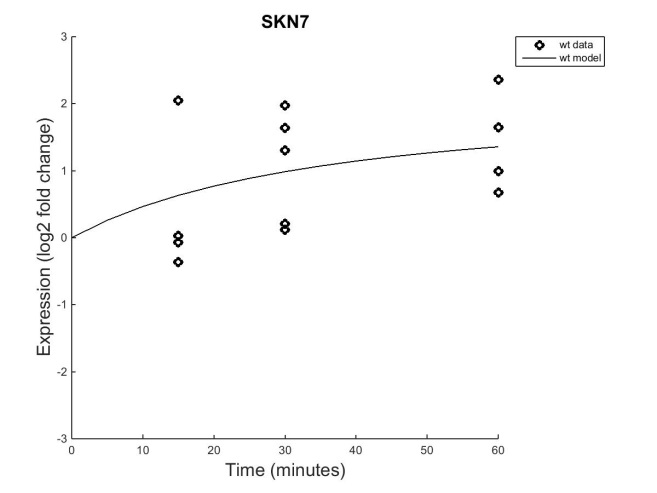 SKN7
3
2
1
0
-1
-2
-3
Expression (log2 fold change)
0 10 20 30 40 50 60
Time (minutes)
wt data
wt model